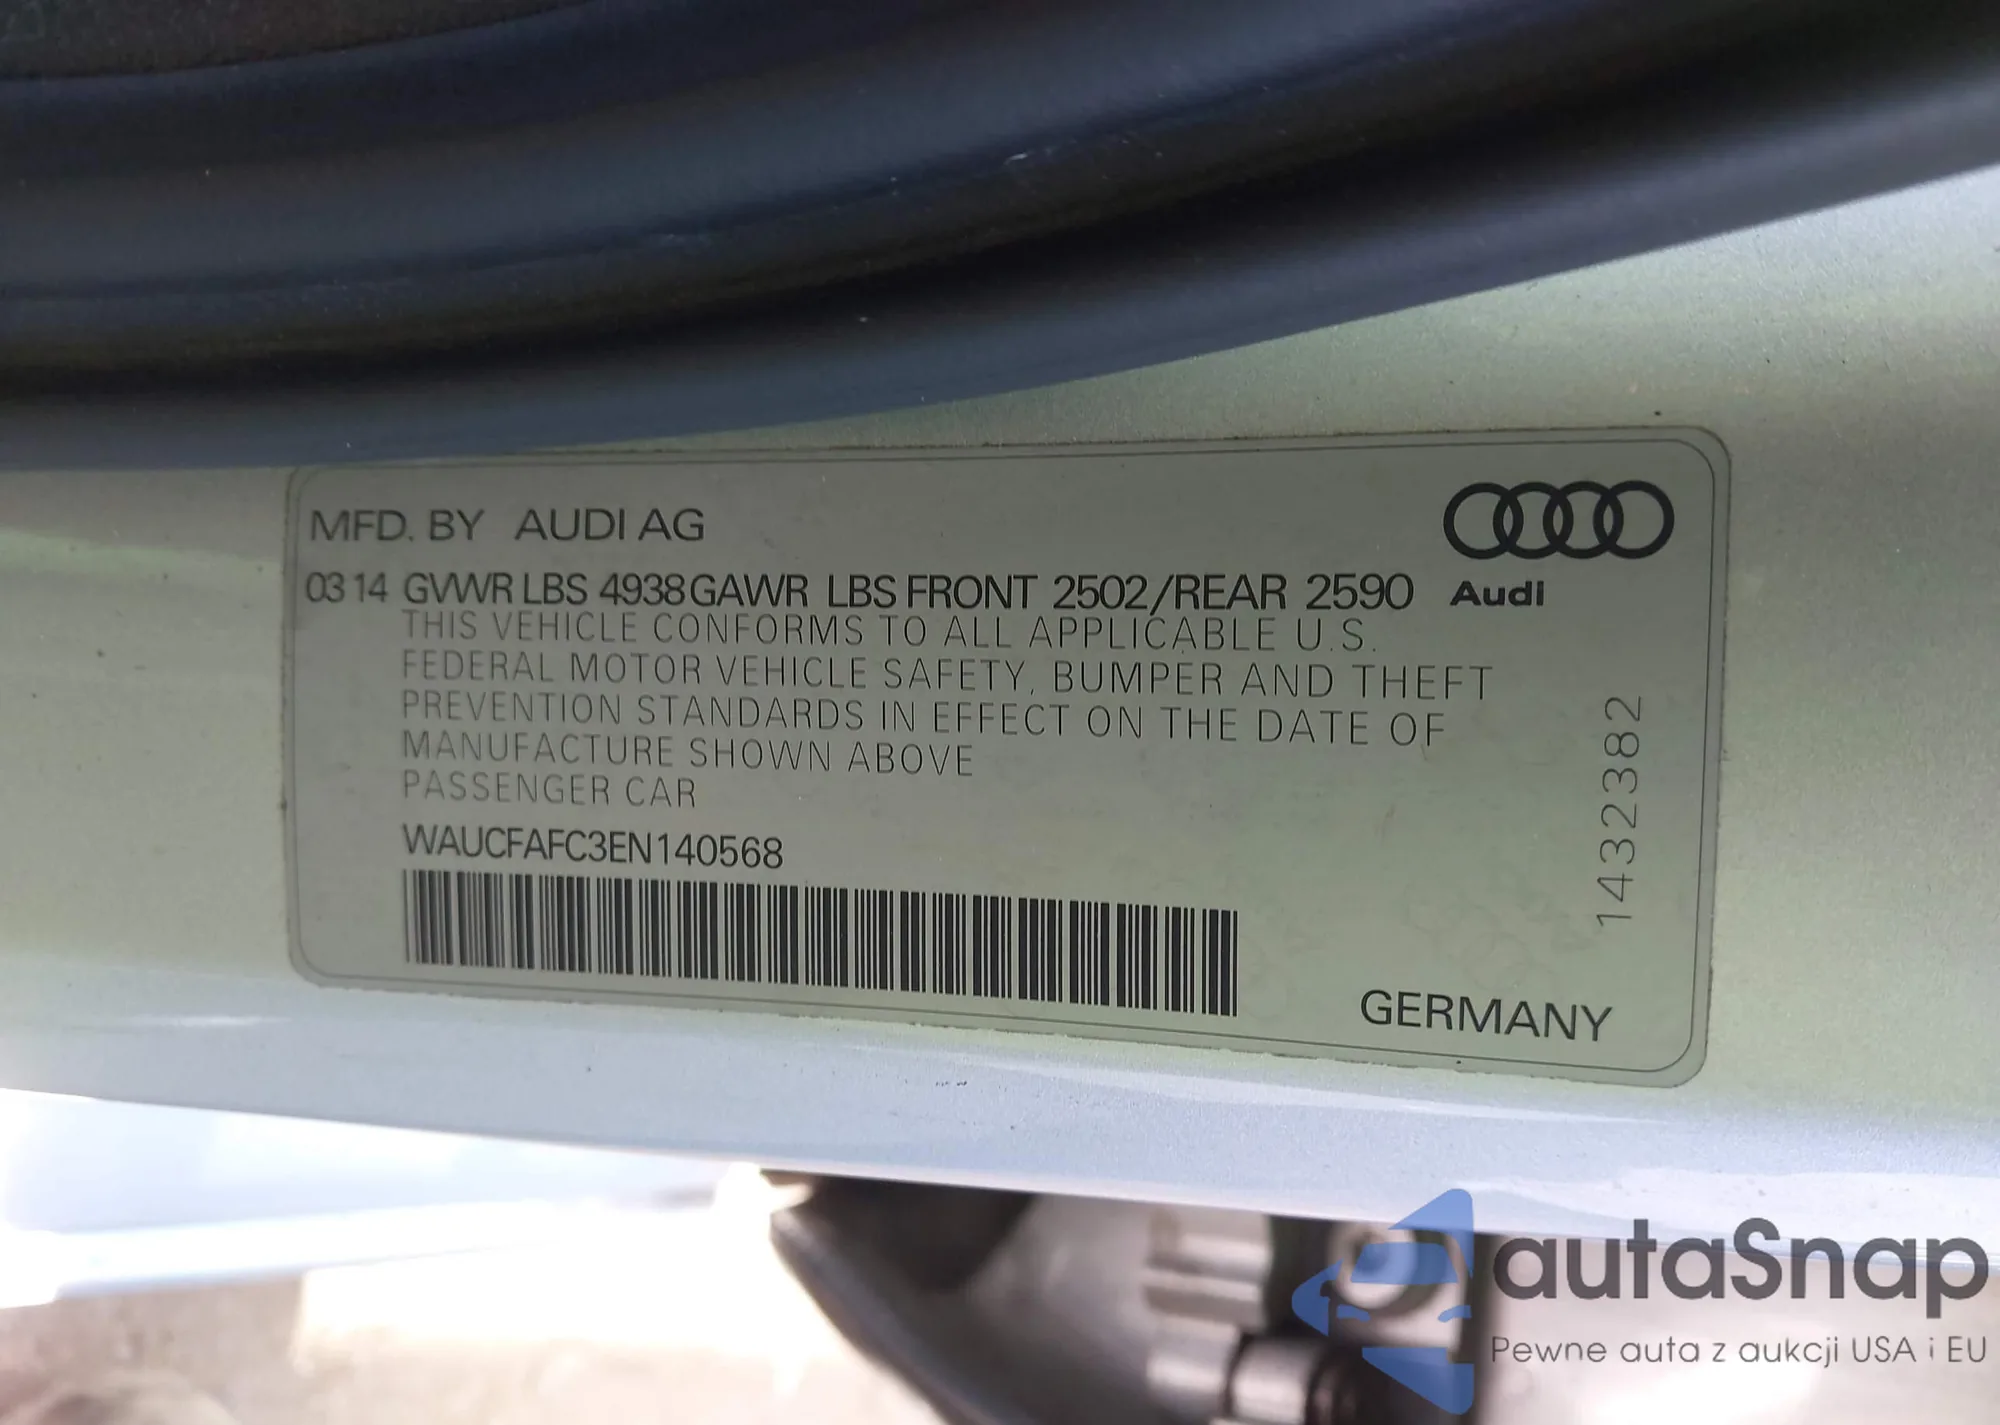 MFD. BY AUDI AG
03 14 GVWR LBS 4938 GAWR LBS FRONT 2502/REAR 2590 Audi
THIS VEHICLE CONFORMS TO ALL APPLICABLE U.S.
FEDERAL MOTOR VEHICLE SAFETY, BUMPER AND THEFT
PREVENTION STANDARDS IN EFFECT ON THE DATE OF
MANUFACTURE SHOWN ABOVE
PASSENGER CAR
WAUCFAFC3EN140568
1432382
GERMANY
autaSnap
Pewne auta z aukcji USA i EU